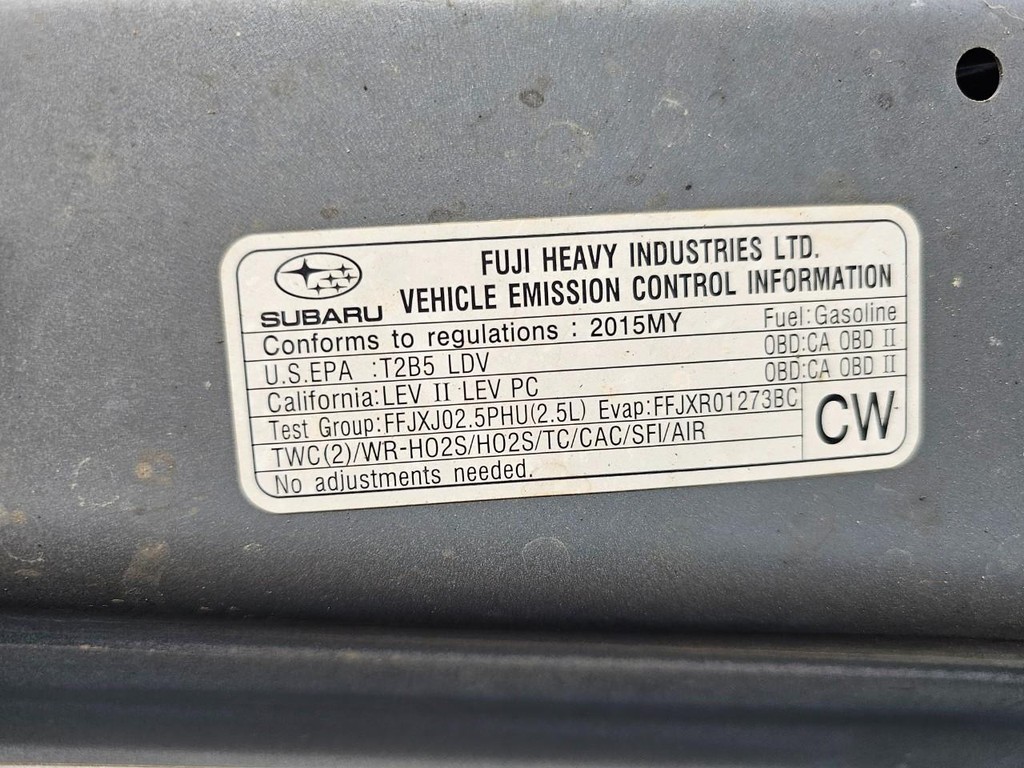 FUJI HEAVY INDUSTRIES LTD.
SUBARU VEHICLE EMISSION CONTROL INFORMATION
Conforms to regulations : 2015MY Fuel:Gasoline
U.S.EPA :T2B5 LDV OBD:CA OBD II
California:LEV II LEV PC OBD:CA OBD II
Test Group:FFJXJ02.5PHU(2.5L) Evap:FFJXR01273BC
TWC(2)/WR-HO2S/HO2S/TC/CAC/SFI/AIR
No adjustments needed.
CW